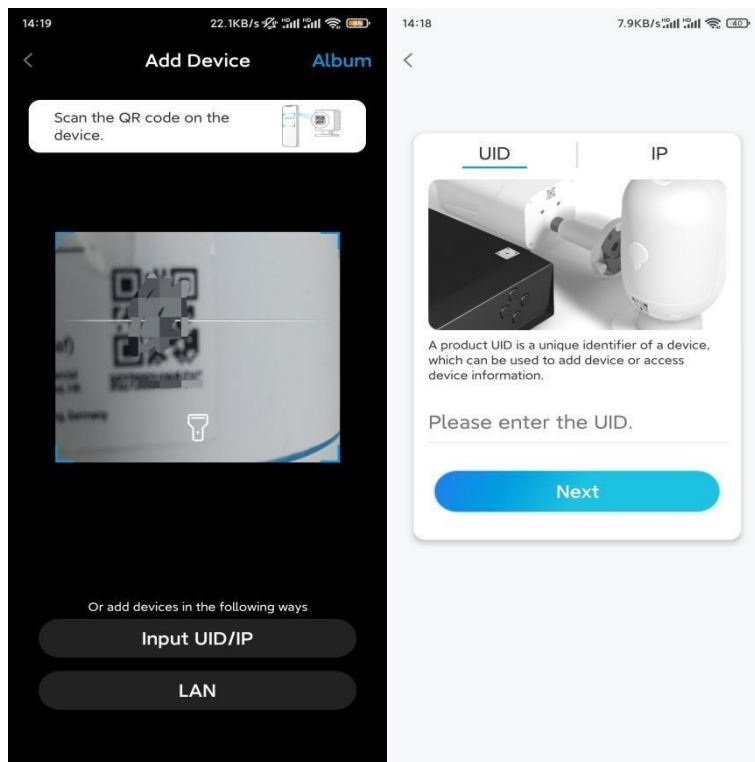 14:19
22.1KB/s
Add Device
Album
Scan the QR code on the
device.
Or add devices in the following ways
Input UID/IP
LAN
14:18
7.9KB/s
40
UID
IP
A product UID is a unique identifier of a device,
which can be used to add device or access
device information.
Please enter the UID.
Next